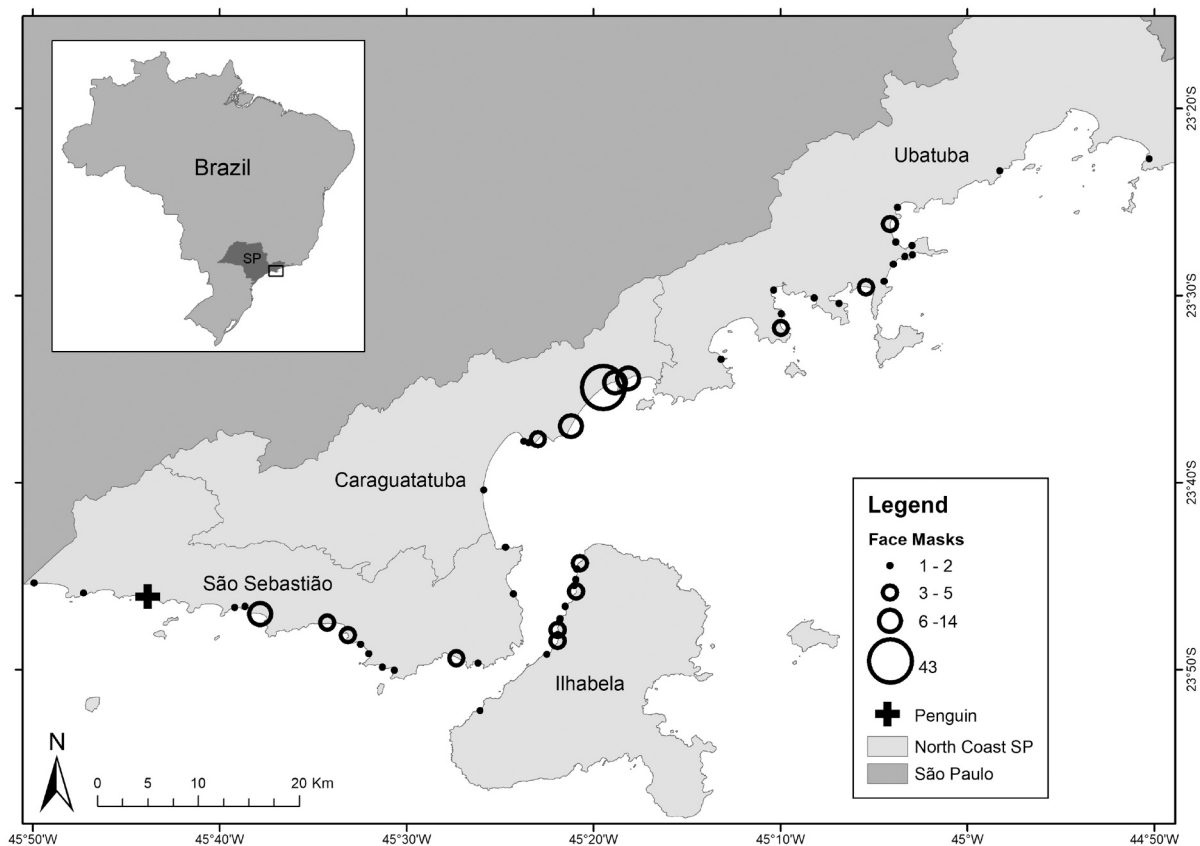 Brazil
SP
Ubatuba
Caraguatatuba
São Sebastião
Ilhabela
Legend
Face Masks
1 - 2
3 - 5
6 -14
43
Penguin
North Coast SP
São Paulo
N
0 5 10 20 Km
23°20'S
23°30'S
23°40'S
23°50'S
45°50'W 45°40'W 45°30'W 45°20'W 45°10'W 45°W 44°50'W